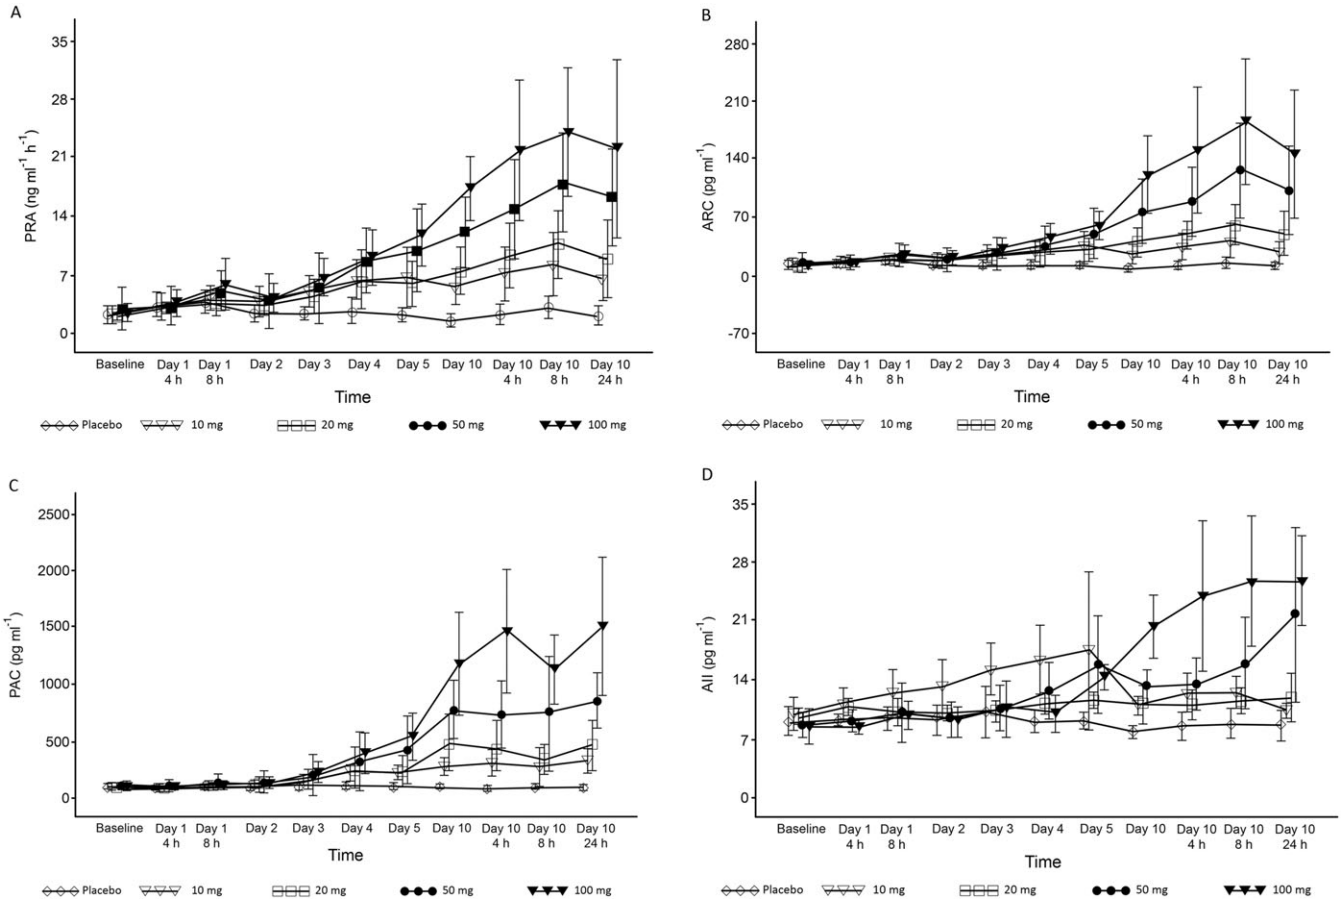 A
PRA (ng ml⁻¹ h⁻¹)
35
28
21
14
7
0
Baseline Day 1 Day 1 Day 2 Day 3 Day 4 Day 5 Day 10 Day 10 Day 10 Day 10
4 h 8 h 4 h 8 h 24 h
Time
Placebo 10 mg 20 mg 50 mg 100 mg
B
ARC (pg ml⁻¹)
280
210
140
70
0
-70
Baseline Day 1 Day 1 Day 2 Day 3 Day 4 Day 5 Day 10 Day 10 Day 10 Day 10
4 h 8 h 4 h 8 h 24 h
Time
Placebo 10 mg 20 mg 50 mg 100 mg
C
PAC (pg ml⁻¹)
2500
2000
1500
1000
500
0
Baseline Day 1 Day 1 Day 2 Day 3 Day 4 Day 5 Day 10 Day 10 Day 10 Day 10
4 h 8 h 4 h 8 h 24 h
Time
Placebo 10 mg 20 mg 50 mg 100 mg
D
AII (pg ml⁻¹)
35
28
21
14
7
0
Baseline Day 1 Day 1 Day 2 Day 3 Day 4 Day 5 Day 10 Day 10 Day 10 Day 10
4 h 8 h 4 h 8 h 24 h
Time
Placebo 10 mg 20 mg 50 mg 100 mg